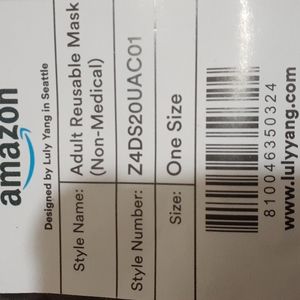 amazon
Designed by Luly Yang in Seattle
Style Name: Adult Reusable Mask
(Non-Medical)
Style Number: Z4DS20UAC01
Size: One Size
810046350324
www.lulyyang.com